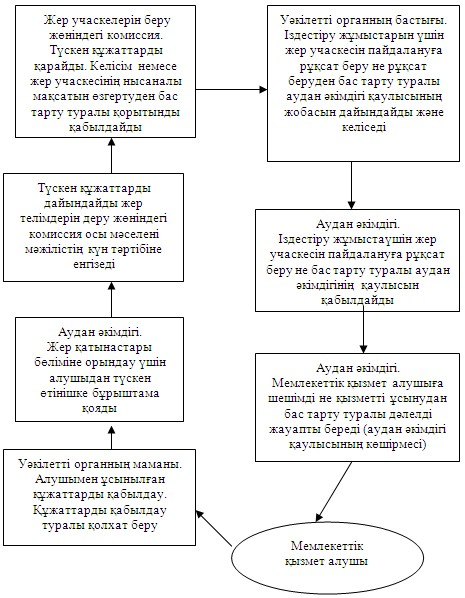 Жер учаскелерін беру
жөніндегі комиссия.
Түскен құжаттарды
қарайды. Келісім немесе
жер учаскесінің нысаналы
мақсатын өзгертуден бас
тарту туралы қорытынды
қабылдайды
Уәкілетті органның бастығы.
Іздестіру жұмыстарын үшін
жер учаскесін пайдалануға
рұқсат беру не рұқсат
беруден бас тарту туралы
аудан әкімдігі қаулысының
жобасын дайындайды және
келіседі
Түскен құжаттарды
дайындайды жер
телімдерін деру жөніндегі
комиссия осы мәселені
мәжілістің күн тәртібіне
енгізеді
Аудан әкімдігі.
Іздестіру жұмыстаүшін жер
учаскесін пайдалануға рұқсат
беру не бас тарту туралы аудан
әкімдігінің қаулысын
қабылдайды
Аудан әкімдігі.
Жер қатынастары
бөліміне орындау үшін
алушыдан түскен
өтінішке бұрыштама
қояды
Аудан әкімдігі.
Мемлекеттік қызмет алушыға
шешімді не қызметті ұсынудан
бас тарту туралы дәлелді
жауапты береді (аудан әкімдігі
қаулысының көшірмесі)
Уәкілетті органның маманы.
Алушымен ұсынылған
құжаттарды қабылдау.
Құжаттарды қабылдау
туралы қолхат беру
Мемлекеттік
қызмет алушы